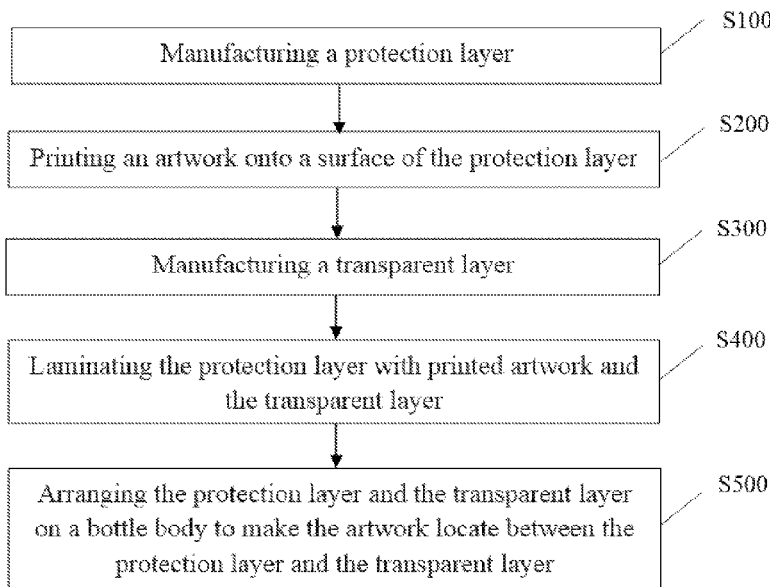 S100
Manufacturing a protection layer
S200
Printing an artwork onto a surface of the protection layer
S300
Manufacturing a transparent layer
S400
Laminating the protection layer with printed artwork and
the transparent layer
S500
Arranging the protection layer and the transparent layer
on a bottle body to make the artwork locate between the
protection layer and the transparent layer